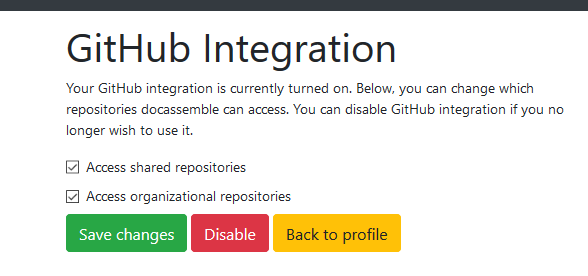 GitHub Integration
Your GitHub integration is currently turned on. Below, you can change which
repositories docassemble can access. You can disable GitHub integration if you no
longer wish to use it.
Access shared repositories
Access organizational repositories
Save changes Disable Back to profile